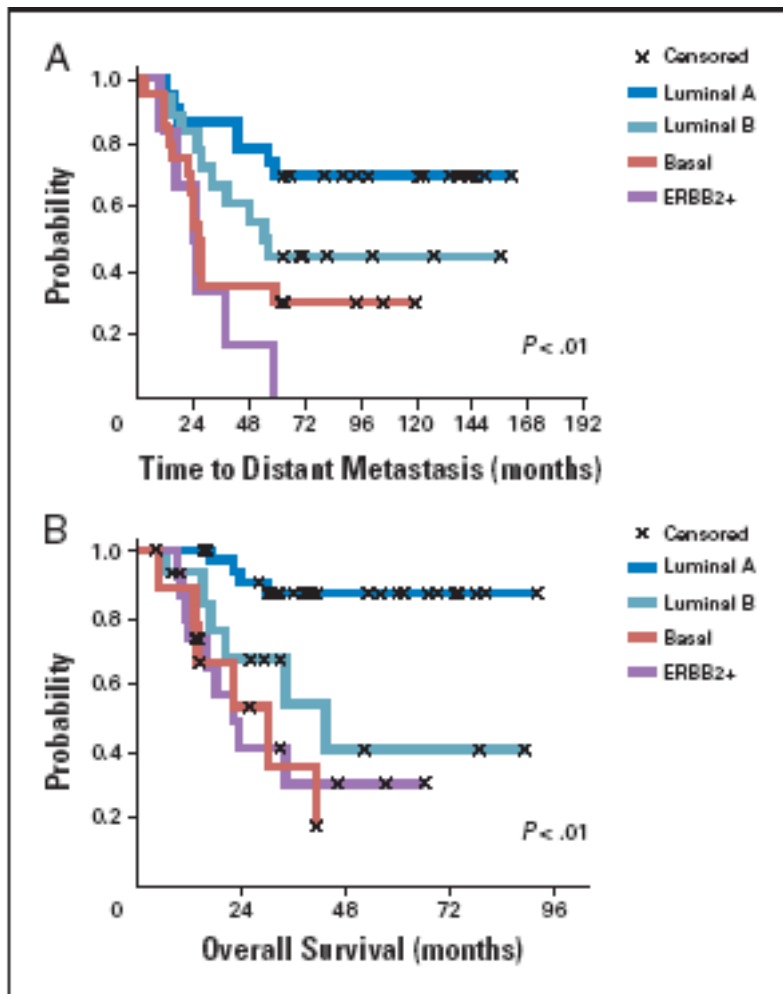 A
× Censored
Luminal A
Luminal B
Basal
ERBB2+
Probability
1.0
0.8
0.6
0.4
0.2
0
24 48 72 96 120 144 168 192
P < .01
Time to Distant Metastasis (months)
B
× Censored
Luminal A
Luminal B
Basal
ERBB2+
Probability
1.0
0.8
0.6
0.4
0.2
0
24 48 72 96
P < .01
Overall Survival (months)